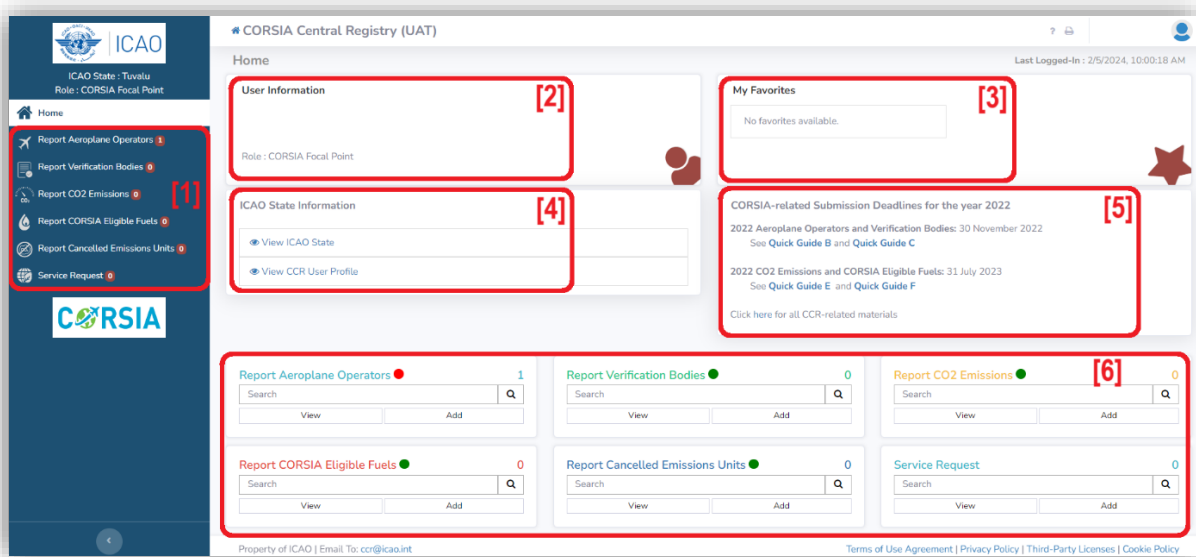 ICAO
ICAO State : Tuvalu
Role : CORSIA Focal Point
Home
Report Aeroplane Operators 1
Report Verification Bodies 0
Report CO2 Emissions 0
[1]
Report CORSIA Eligible Fuels 0
Report Cancelled Emissions Units 0
Service Request 0
CORSIA
CORSIA Central Registry (UAT)
?
Home
Last Logged-In : 2/5/2024, 10:00:18 AM
User Information
[2]
Role : CORSIA Focal Point
My Favorites
[3]
No favorites available.
ICAO State Information
[4]
View ICAO State
View CCR User Profile
CORSIA-related Submission Deadlines for the year 2022
[5]
2022 Aeroplane Operators and Verification Bodies: 30 November 2022
See Quick Guide B and Quick Guide C
2022 CO2 Emissions and CORSIA Eligible Fuels: 31 July 2023
See Quick Guide E and Quick Guide F
Click here for all CCR-related materials
[6]
Report Aeroplane Operators 1
Search
View Add
Report Verification Bodies 0
Search
View Add
Report CO2 Emissions 0
Search
View Add
Report CORSIA Eligible Fuels 0
Search
View Add
Report Cancelled Emissions Units 0
Search
View Add
Service Request 0
Search
View Add
Property of ICAO | Email To: ccr@icao.int
Terms of Use Agreement | Privacy Policy | Third-Party Licenses | Cookie Policy